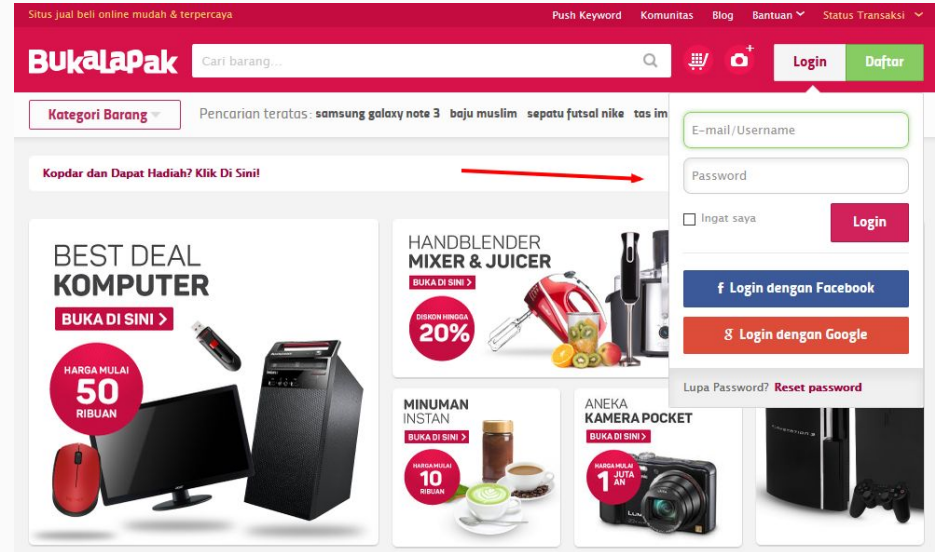 Situs jual beli online mudah & terpercaya
Push Keyword Komunitas Blog Bantuan Status Transaksi
BukaLaPak
Cari barang...
Login Daftar
Kategori Barang
Pencarian teratas: samsung galaxy note 3 baju muslim sepatu futsal nike tas im
E-mail/Username
Password
Ingat saya
Login
f Login dengan Facebook
g Login dengan Google
Lupa Password? Reset password
Kopdar dan Dapat Hadiah? Klik Di Sini!
BEST DEAL
KOMPUTER
BUKA DI SINI >
HARGA MULAI
50
RIBUAN
HANDBLENDER
MIXER & JUICER
BUKA DI SINI >
DISKON HINGGA
20%
MINUMAN
INSTAN
BUKA DI SINI >
HARGA MULAI
10
RIBUAN
ANEKA
KAMERA POCKET
BUKA DI SINI >
HARGA MULAI
1 JUTA
AN